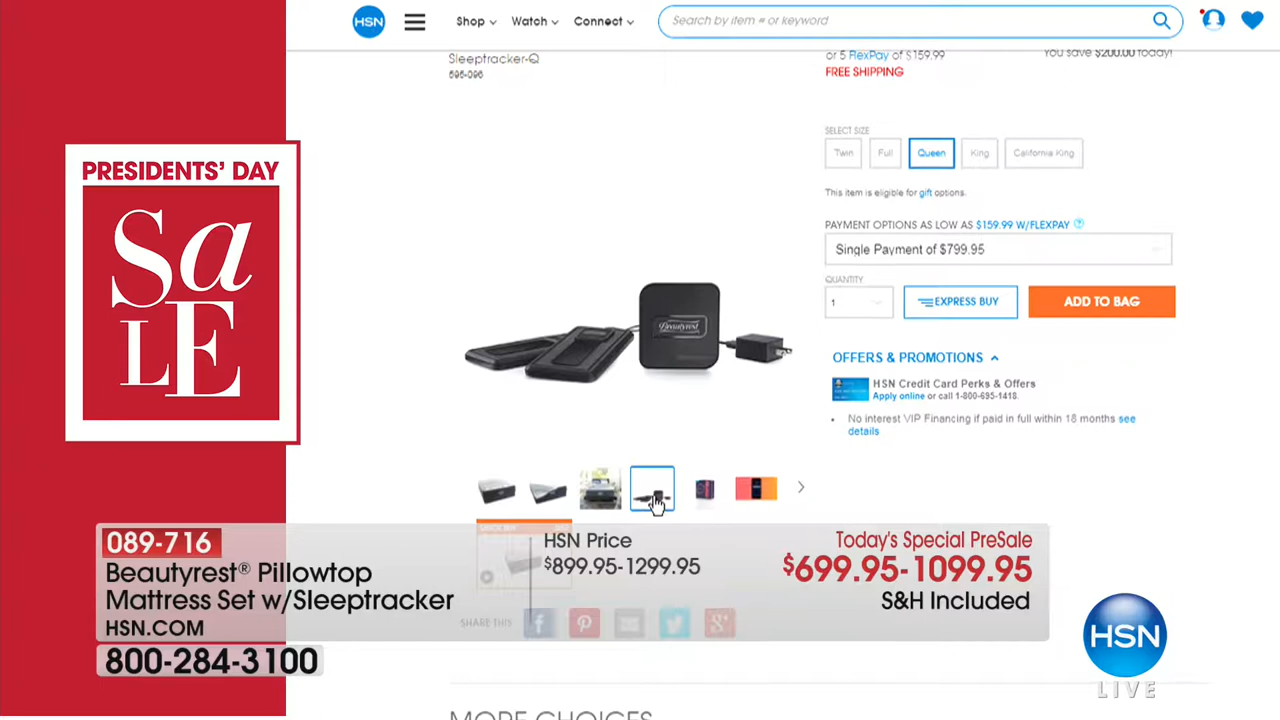 HSN
Shop
Watch
Connect
Search by item # or keyword
Sleeptracker-Q
or 5 FlexPay of $159.99
You save $200.00 today!
FREE SHIPPING
SELECT SIZE
Twin
Full
Queen
King
California King
This item is eligible for gift options.
PAYMENT OPTIONS AS LOW AS $159.99 W/FLEXPAY ?
Single Payment of $799.95
QUANTITY
1
EXPRESS BUY
ADD TO BAG
OFFERS & PROMOTIONS
HSN Credit Card Perks & Offers
Apply online or call 1-800-695-1418.
No interest VIP Financing if paid in full within 18 months see
details
Beautyrest
PRESIDENTS' DAY
SaLE
089-716
Beautyrest® Pillowtop
Mattress Set w/Sleeptracker
HSN.COM
800-284-3100
HSN Price
$899.95-1299.95
Today's Special PreSale
$699.95-1099.95
S&H Included
SHARE THIS
HSN
LIVE
MORE CHOICES